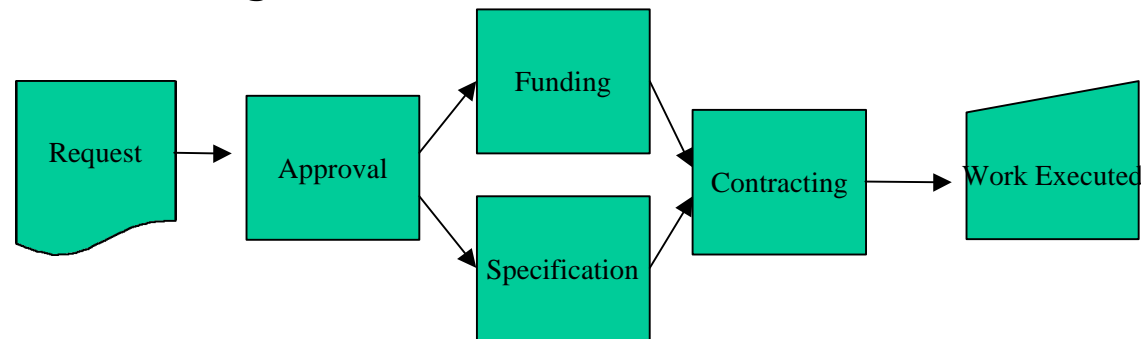 Request
Approval
Funding
Specification
Contracting
Work Executed